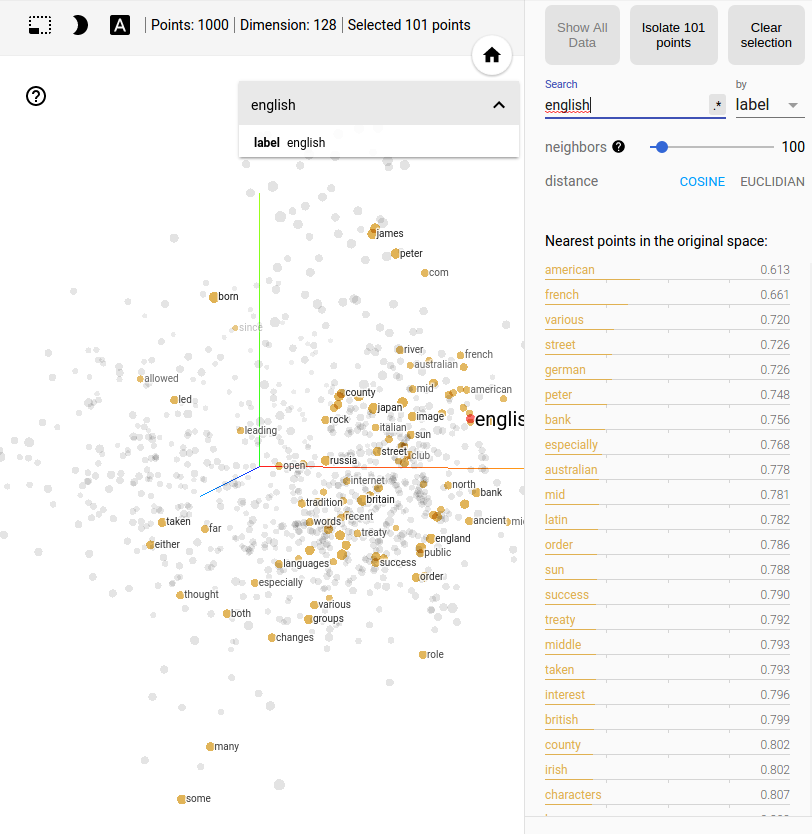 A | Points: 1000 | Dimension: 128 | Selected 101 points
english
label english
james
peter
com
born
since
river
french
australian
allowed
mid
american
led
county
japan
image
englis
rock
italian
leading
sun
street
club
russia
open
internet
north
bank
britain
tradition
recent
ancient
taken
words
far
treaty
england
either
public
languages
success
order
especially
thought
various
both
groups
changes
role
many
some
Show All
Data
Isolate 101
points
Clear
selection
Search
by
english
.*
label
neighbors ? 100
distance COSINE EUCLIDIAN
Nearest points in the original space:
american 0.613
french 0.661
various 0.720
street 0.726
german 0.726
peter 0.748
bank 0.756
especially 0.768
australian 0.778
mid 0.781
latin 0.782
order 0.786
sun 0.788
success 0.790
treaty 0.792
middle 0.793
taken 0.793
interest 0.796
british 0.799
county 0.802
irish 0.802
characters 0.807